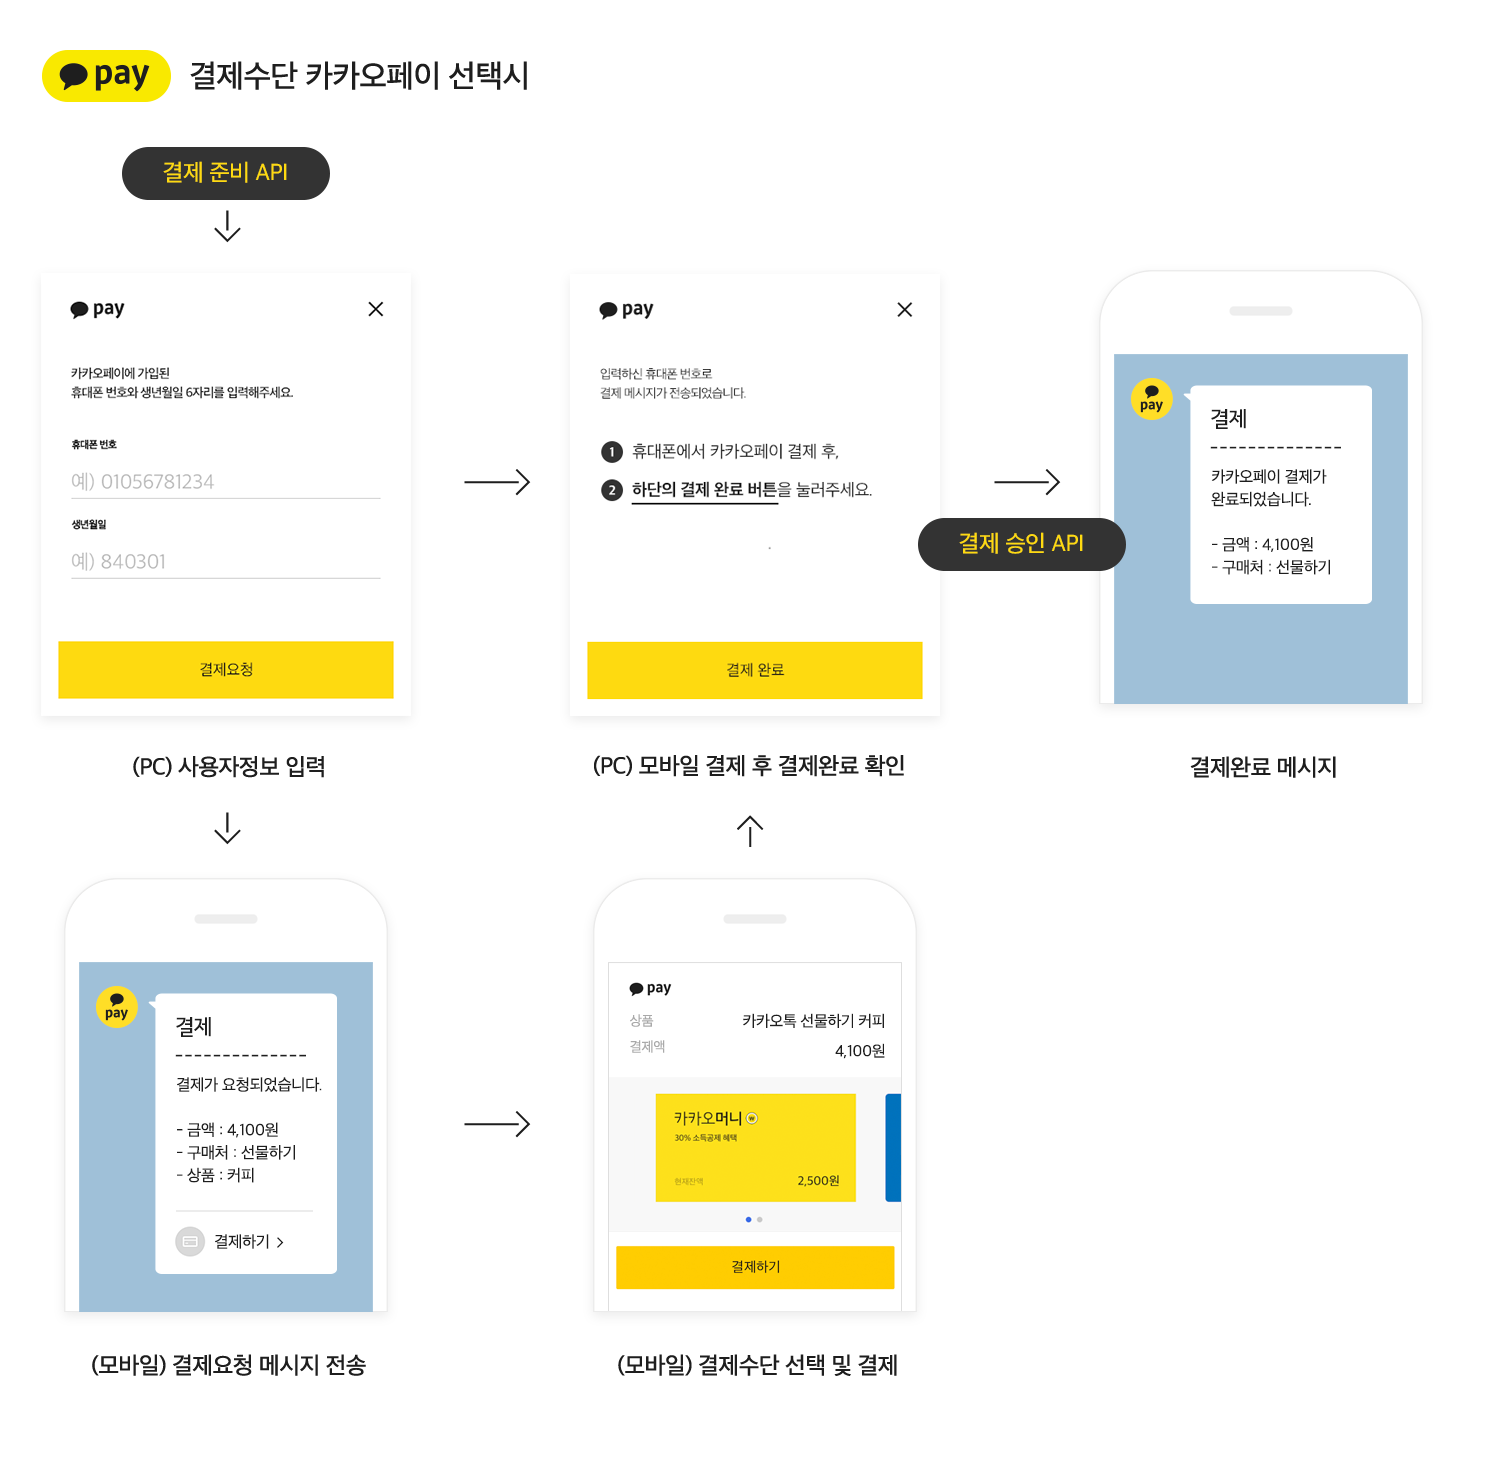 pay 결제수단 카카오페이 선택시
결제 준비 API
pay
카카오페이에 가입된
휴대폰 번호와 생년월일 6자리를 입력해주세요.
휴대폰 번호
예) 01056781234
생년월일
예) 840301
결제요청
(PC) 사용자정보 입력
pay
입력하신 휴대폰 번호로
결제 메시지가 전송되었습니다.
1 휴대폰에서 카카오페이 결제 후,
2 하단의 결제 완료 버튼을 눌러주세요.
결제 완료
(PC) 모바일 결제 후 결제완료 확인
결제 승인 API
pay
결제
카카오페이 결제가
완료되었습니다.
- 금액 : 4,100원
- 구매처 : 선물하기
결제완료 메시지
pay
결제
결제가 요청되었습니다.
- 금액 : 4,100원
- 구매처 : 선물하기
- 상품 : 커피
결제하기 >
(모바일) 결제요청 메시지 전송
pay
상품 카카오톡 선물하기 커피
결제액 4,100원
카카오머니 ₩
30% 소득공제 혜택
현재잔액 2,500원
결제하기
(모바일) 결제수단 선택 및 결제